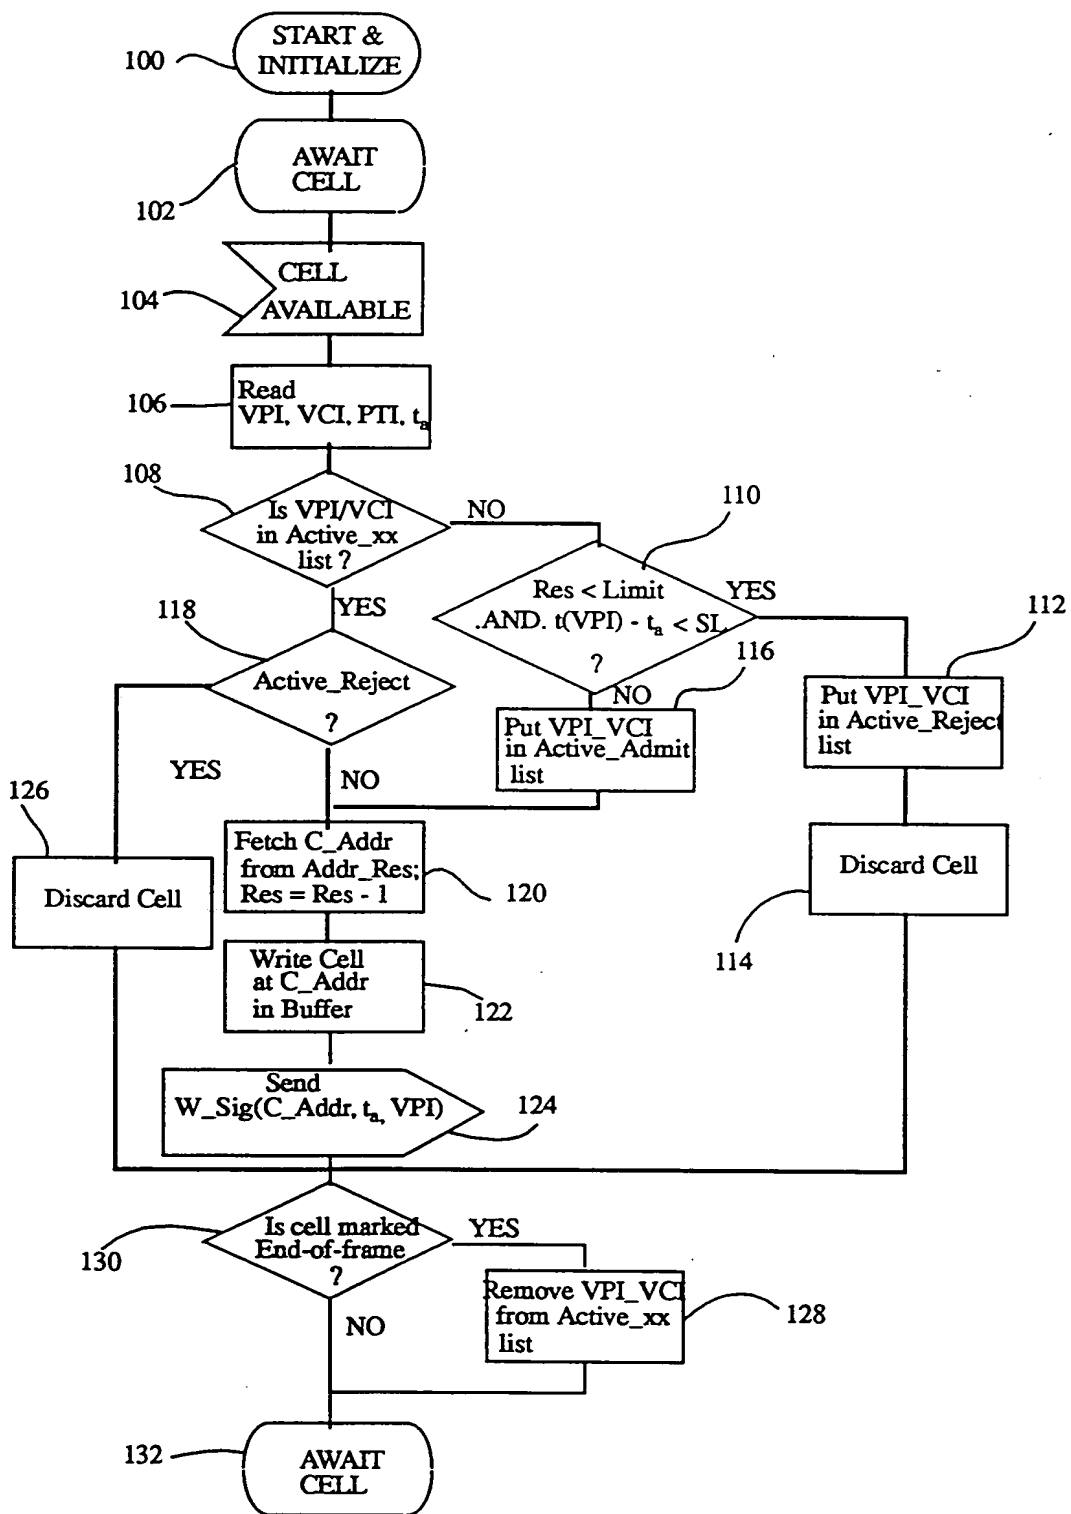 START &
INITIALIZE
100
AWAIT
CELL
102
CELL
AVAILABLE
104
Read
VPI, VCI, PTI, tₐ
106
108
Is VPI/VCI
in Active_xx
list ?
NO
110
Res < Limit
.AND. t(VPI) - tₐ < SL
?
YES
112
YES
118
Active_Reject
?
116
NO
Put VPI_VCI
in Active_Admit
list
Put VPI_VCI
in Active_Reject
list
YES
NO
126
Discard Cell
Fetch C_Addr
from Addr_Res;
Res = Res - 1
120
Discard Cell
114
Write Cell
at C_Addr
in Buffer
122
Send
W_Sig(C_Addr, tₐ, VPI)
124
Is cell marked
End-of-frame
?
130
YES
Remove VPI_VCI
from Active_xx
list
128
NO
132
AWAIT
CELL